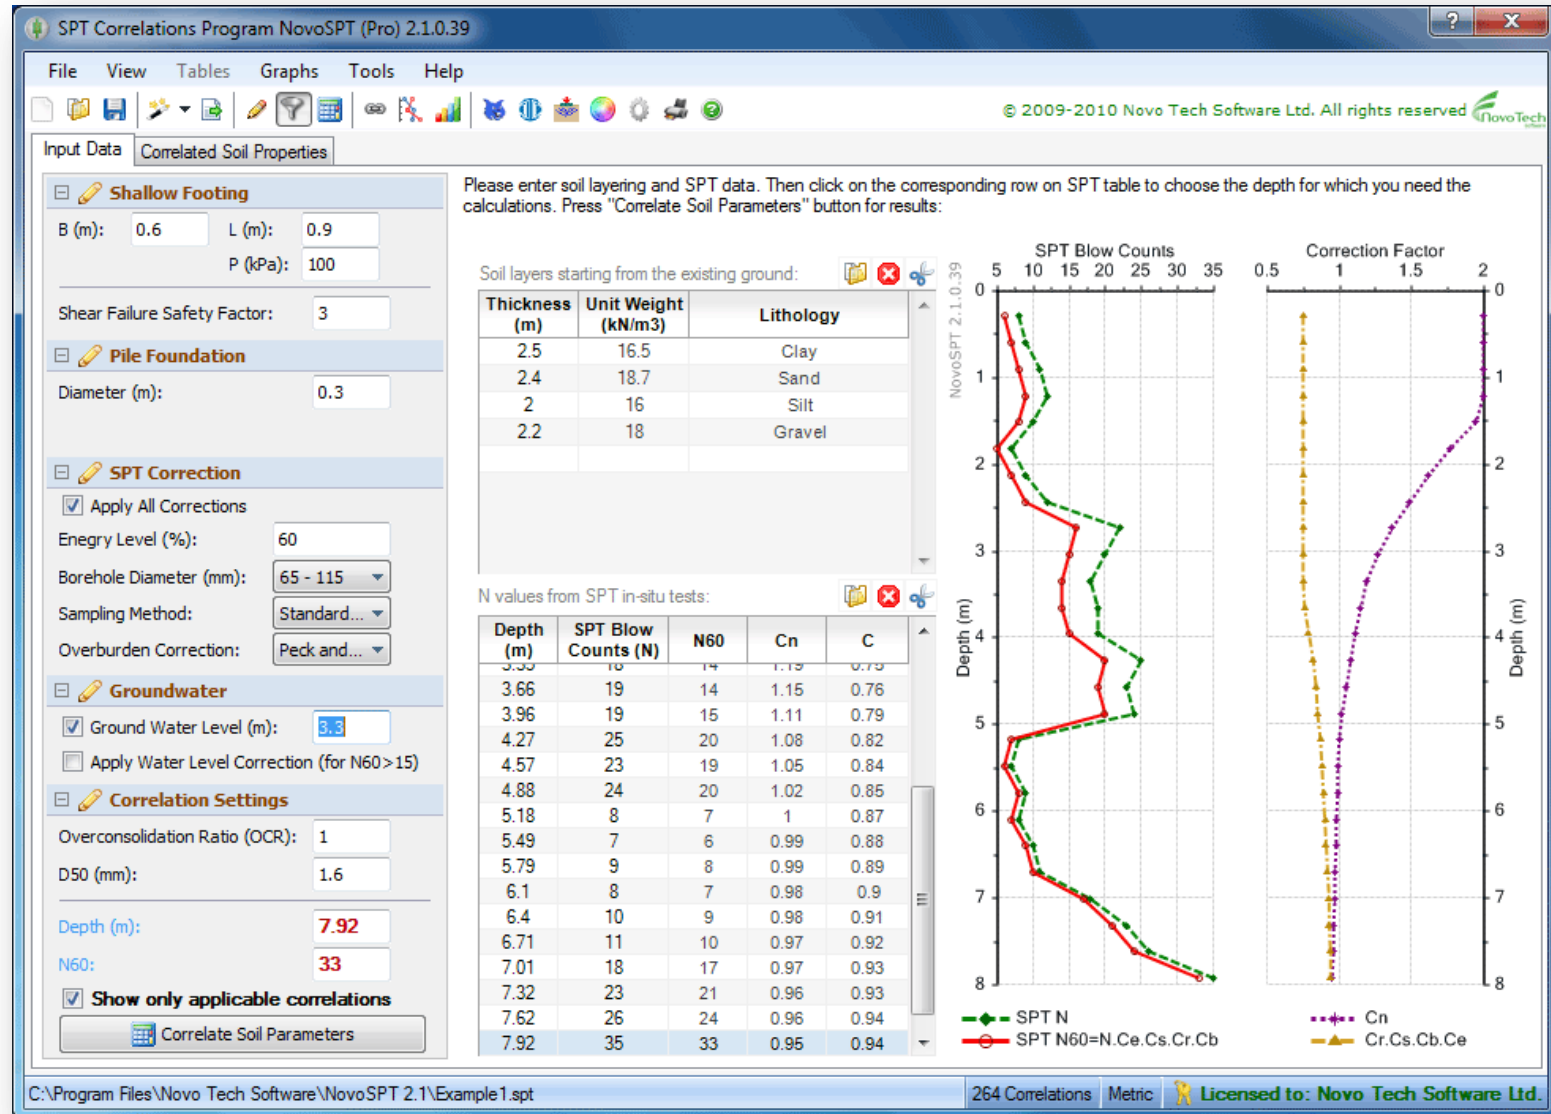 SPT Correlations Program NovoSPT (Pro) 2.1.0.39
File View Tables Graphs Tools Help
© 2009-2010 Novo Tech Software Ltd. All rights reserved
NovoTech
software
Input Data Correlated Soil Properties
Shallow Footing
B (m): 0.6 L (m): 0.9
P (kPa): 100
Shear Failure Safety Factor: 3
Pile Foundation
Diameter (m): 0.3
SPT Correction
Apply All Corrections
Enegry Level (%): 60
Borehole Diameter (mm): 65 - 115
Sampling Method: Standard...
Overburden Correction: Peck and...
Groundwater
Ground Water Level (m): 3.3
Apply Water Level Correction (for N60>15)
Correlation Settings
Overconsolidation Ratio (OCR): 1
D50 (mm): 1.6
Depth (m): 7.92
N60: 33
Show only applicable correlations
Correlate Soil Parameters
Please enter soil layering and SPT data. Then click on the corresponding row on SPT table to choose the depth for which you need the
calculations. Press "Correlate Soil Parameters" button for results:
Soil layers starting from the existing ground:
Thickness (m) Unit Weight (kN/m3) Lithology
2.5 16.5 Clay
2.4 18.7 Sand
2 16 Silt
2.2 18 Gravel
N values from SPT in-situ tests:
Depth (m) SPT Blow Counts (N) N60 Cn C
3.35 18 14 1.19 0.75
3.66 19 14 1.15 0.76
3.96 19 15 1.11 0.79
4.27 25 20 1.08 0.82
4.57 23 19 1.05 0.84
4.88 24 20 1.02 0.85
5.18 8 7 1 0.87
5.49 7 6 0.99 0.88
5.79 9 8 0.99 0.89
6.1 8 7 0.98 0.9
6.4 10 9 0.98 0.91
6.71 11 10 0.97 0.92
7.01 18 17 0.97 0.93
7.32 23 21 0.96 0.93
7.62 26 24 0.96 0.94
7.92 35 33 0.95 0.94
NovoSPT 2.1.0.39
SPT Blow Counts
5 10 15 20 25 30 35
0
1
2
3
4
5
6
7
8
Depth (m)
SPT N
SPT N60=N.Ce.Cs.Cr.Cb
Correction Factor
0.5 1 1.5 2
0
1
2
3
4
5
6
7
8
Depth (m)
Cn
Cr.Cs.Cb.Ce
C:\Program Files\Novo Tech Software\NovoSPT 2.1\Example1.spt
264 Correlations Metric Licensed to: Novo Tech Software Ltd.